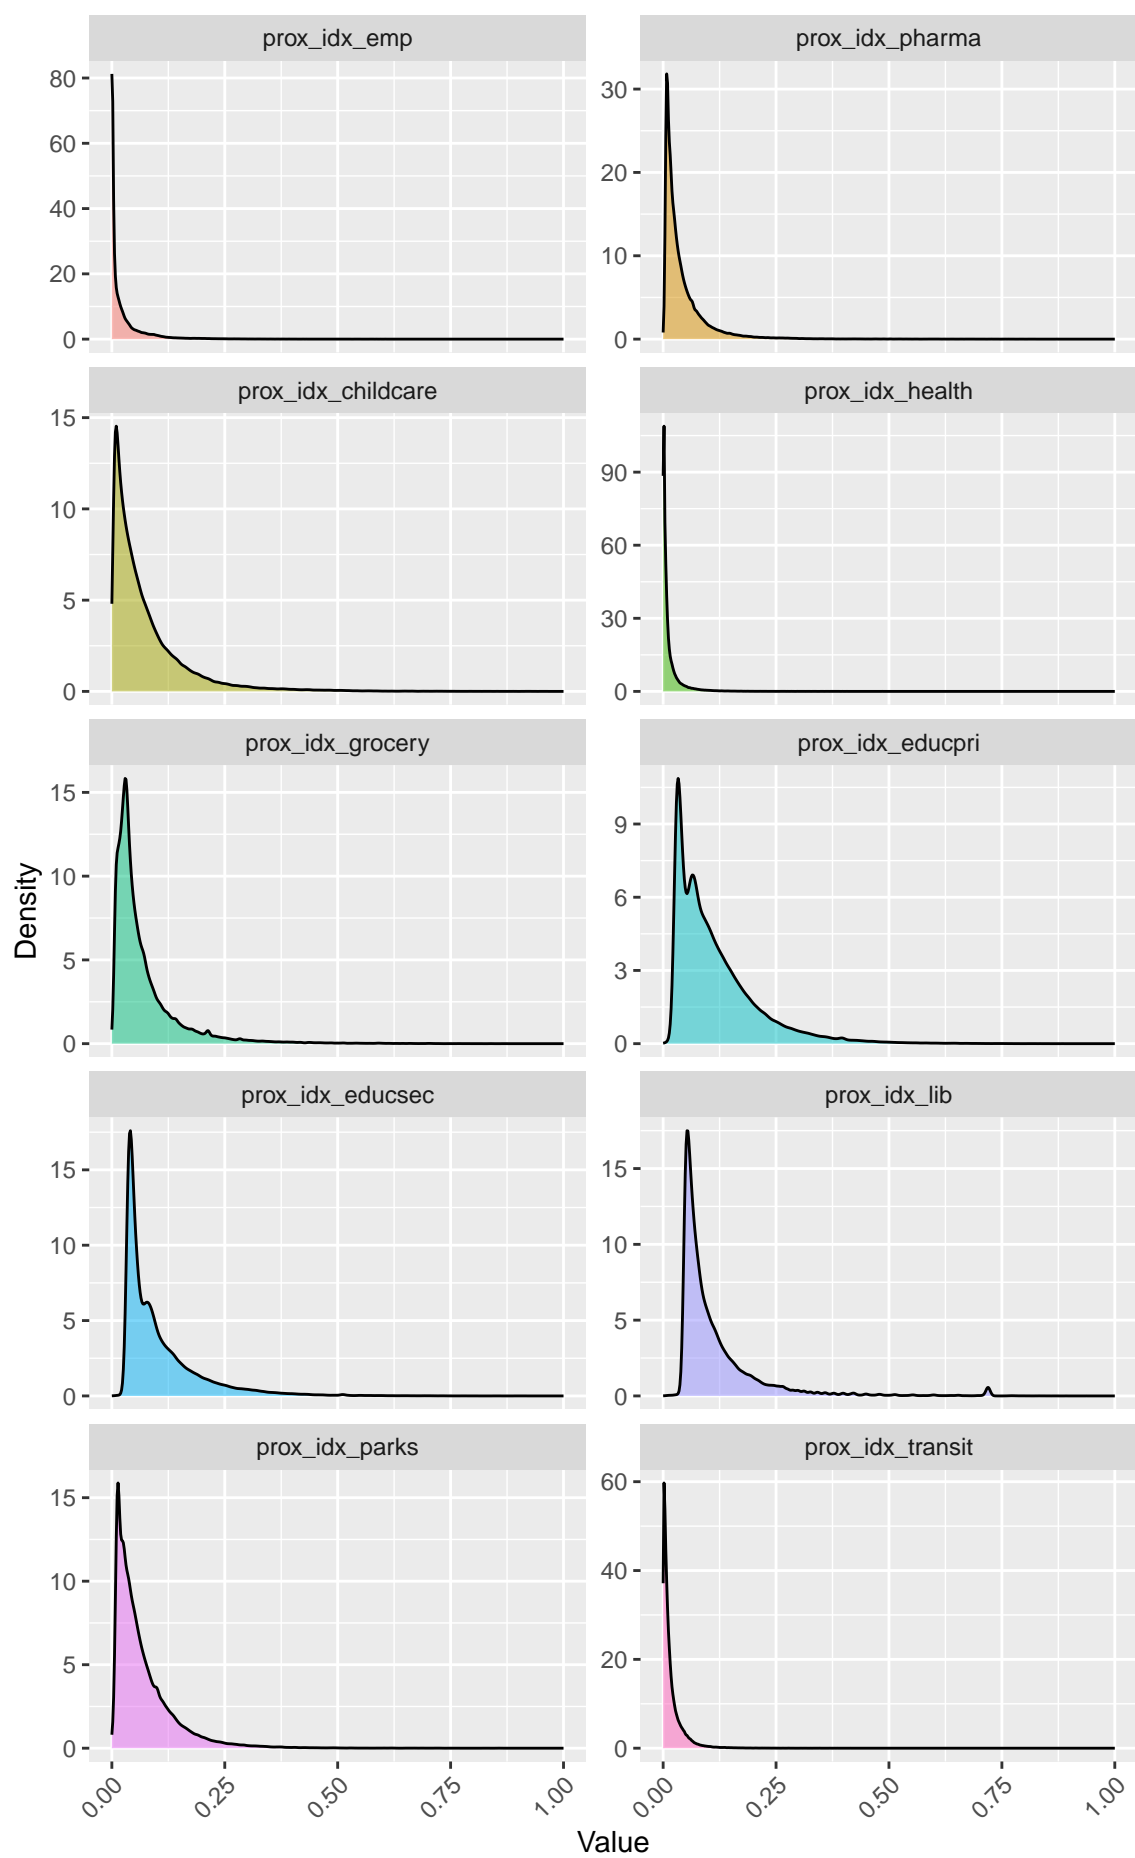 prox_idx_emp
prox_idx_pharma
80
60
40
20
0
30
20
10
0
prox_idx_childcare
prox_idx_health
15
10
5
0
90
60
30
0
prox_idx_grocery
prox_idx_educpri
15
10
5
0
9
6
3
0
Density
prox_idx_educsec
prox_idx_lib
15
10
5
0
15
10
5
0
prox_idx_parks
prox_idx_transit
15
10
5
0
60
40
20
0
0.00 0.25 0.50 0.75 1.00
0.00 0.25 0.50 0.75 1.00
Value